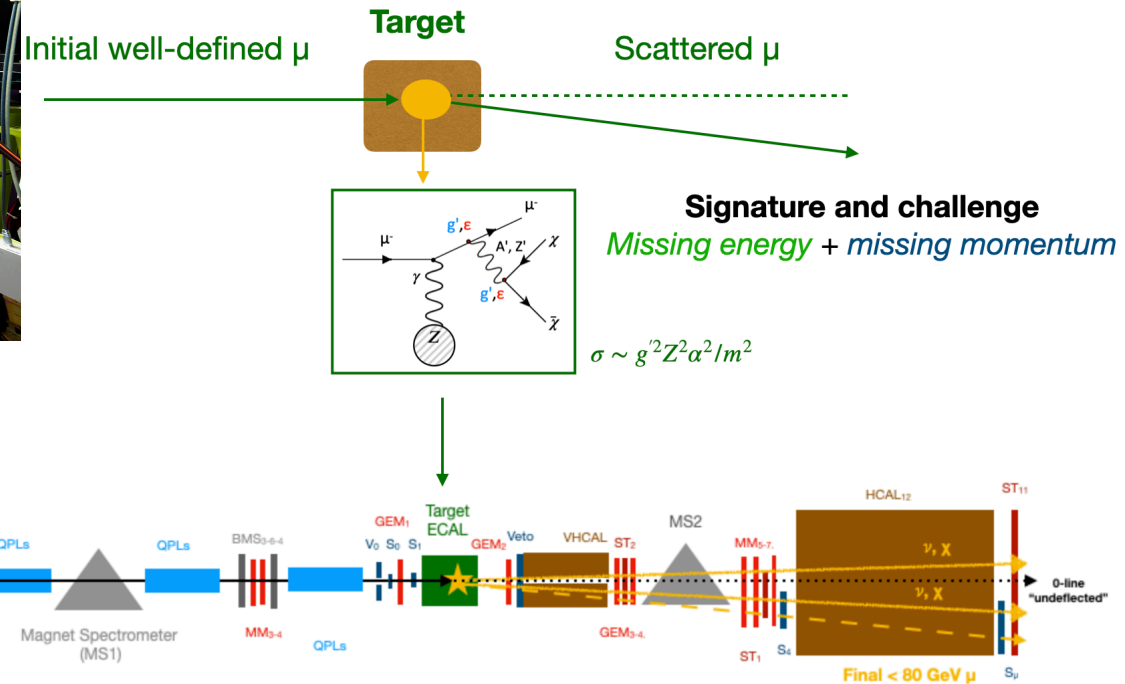 Target
Initial well-defined μ
Scattered μ
Signature and challenge
Missing energy + missing momentum
μ-
g',ε
μ-
A', Z'
χ
γ
g',ε
χ̄
Z
σ ~ g'²Z²α²/m²
HCAL₁₂
ST₁₁
Target
ECAL
GEM₁
MS2
QPLs
QPLs
BMS₃₋₆₋₄
V₀ S₀ S₁
GEM₂
Veto
VHCAL
ST₂
MM₅₋₇.
ν, χ
ν, χ
0-line
"undeflected"
Magnet Spectrometer
(MS1)
MM₃₋₄
QPLs
GEM₃₋₄.
ST₁
S₄
Final < 80 GeV μ
Sμ